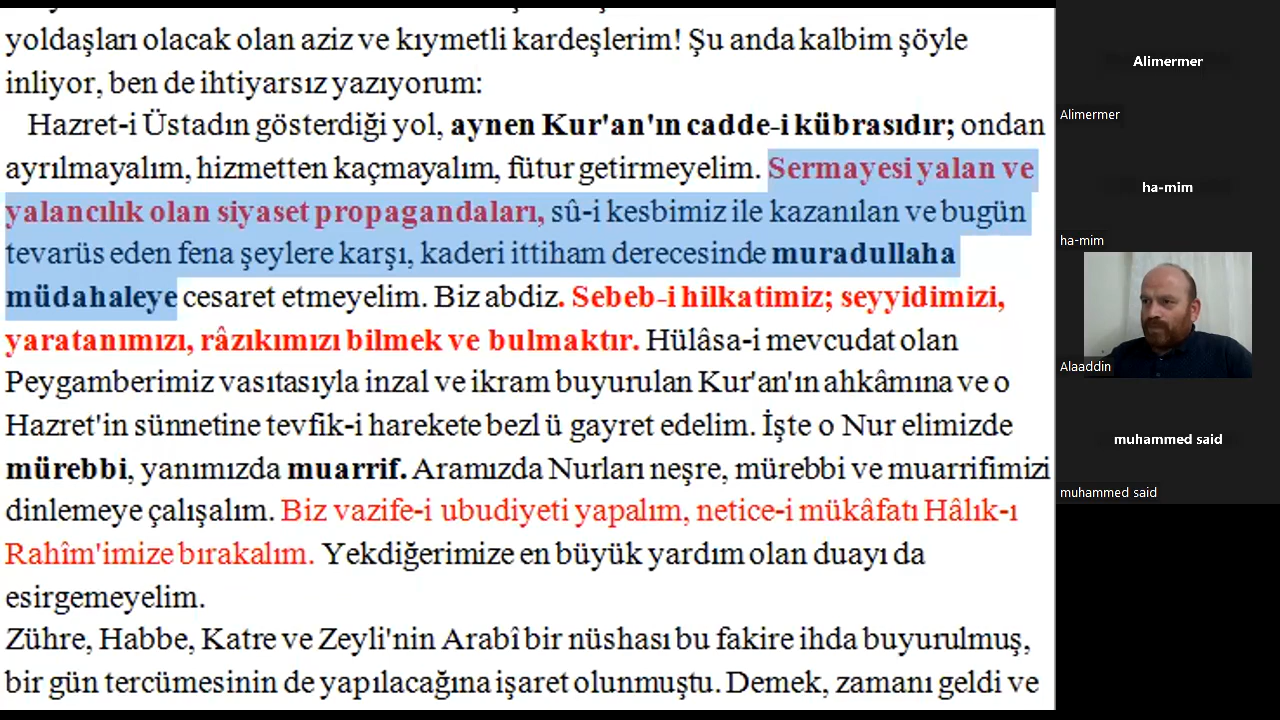 yoldaşları olacak olan aziz ve kıymetli kardeşlerim! Şu anda kalbim şöyle
inliyor, ben de ihtiyarsız yazıyorum:
Hazret-i Üstadın gösterdiği yol, aynen Kur'an'ın cadde-i kübrasıdır; ondan
ayrılmayalım, hizmetten kaçmayalım, fütur getirmeyelim. Sermayesi yalan ve
yalancılık olan siyaset propagandaları, sû-i kesbimiz ile kazanılan ve bugün
tevarüs eden fena şeylere karşı, kaderi ittiham derecesinde muradullaha
müdahaleye cesaret etmeyelim. Biz abdiz. Sebeb-i hilkatimiz; seyyidimizi,
yaratanımızı, râzıkımızı bilmek ve bulmaktır. Hülâsa-i mevcudat olan
Peygamberimiz vasıtasıyla inzal ve ikram buyurulan Kur'an'ın ahkâmına ve o
Hazret'in sünnetine tevfik-i harekete bezl ü gayret edelim. İşte o Nur elimizde
mürebbi, yanımızda muarrif. Aramızda Nurları neşre, mürebbi ve muarrifimizi
dinlemeye çalışalım. Biz vazife-i ubudiyeti yapalım, netice-i mükâfatı Hâlık-ı
Rahîm'imize bırakalım. Yekdiğerimize en büyük yardım olan duayı da
esirgemeyelim.
Zühre, Habbe, Katre ve Zeyli'nin Arabî bir nüshası bu fakire ihda buyurulmuş,
bir gün tercümesinin de yapılacağına işaret olunmuştu. Demek, zamanı geldi ve
Alimermer
Alimermer
ha-mim
ha-mim
Alaaddin
muhammed said
muhammed said